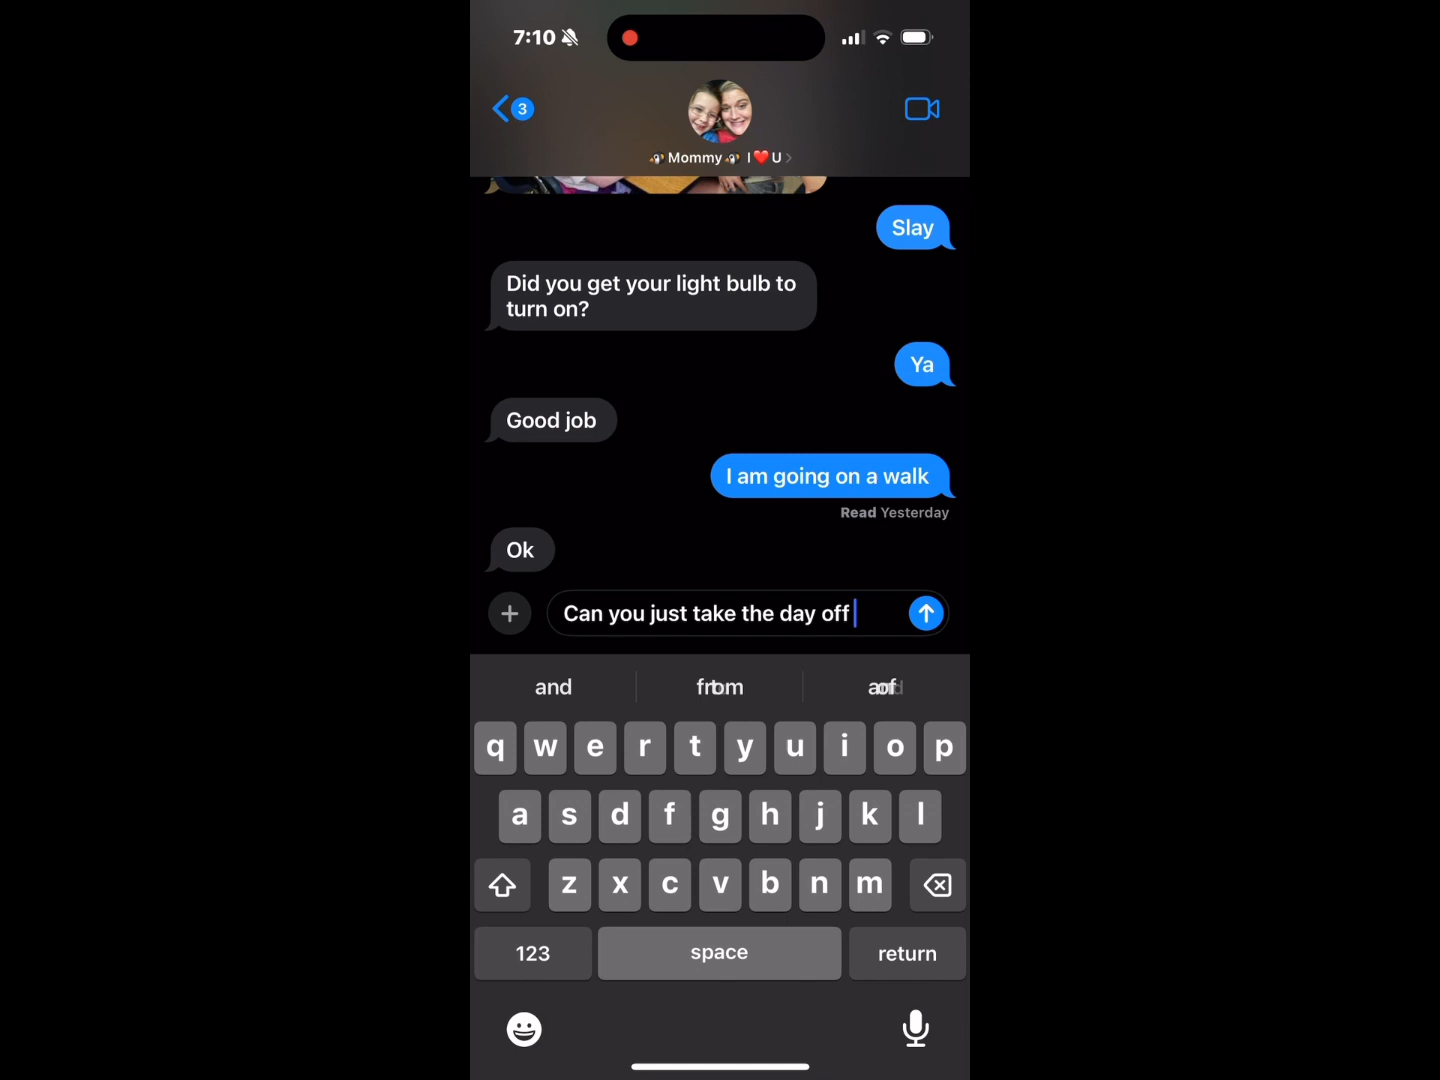 7:10
3
🐧Mommy🐧 I❤️U
Slay
Did you get your light bulb to
turn on?
Ya
Good job
I am going on a walk
Read Yesterday
Ok
Can you just take the day off
and
q w e r t y u i o p
a s d f g h j k l
z x c v b n m
123 space return